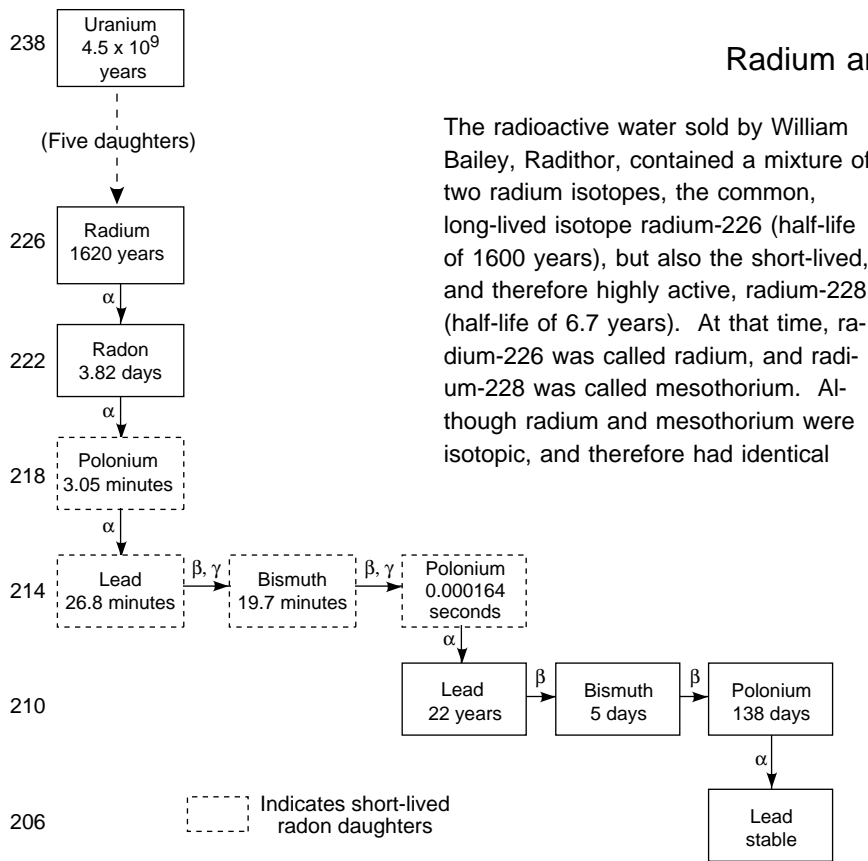 238
Uranium
4.5 x 10⁹
years
(Five daughters)
226
Radium
1620 years
α
222
Radon
3.82 days
α
218
Polonium
3.05 minutes
α
214
Lead
26.8 minutes
β, γ
Bismuth
19.7 minutes
β, γ
Polonium
0.000164
seconds
α
210
Lead
22 years
β
Bismuth
5 days
β
Polonium
138 days
α
206
Lead
stable
Indicates short-lived
radon daughters
Radium
The radioactive water sold by William
Bailey, Radithor, contained a mixture of
two radium isotopes, the common,
long-lived isotope radium-226 (half-life
of 1600 years), but also the short-lived,
and therefore highly active, radium-228
(half-life of 6.7 years).  At that time, ra-
dium-226 was called radium, and radi-
um-228 was called mesothorium.  Al-
though radium and mesothorium were
isotopic, and therefore had identical